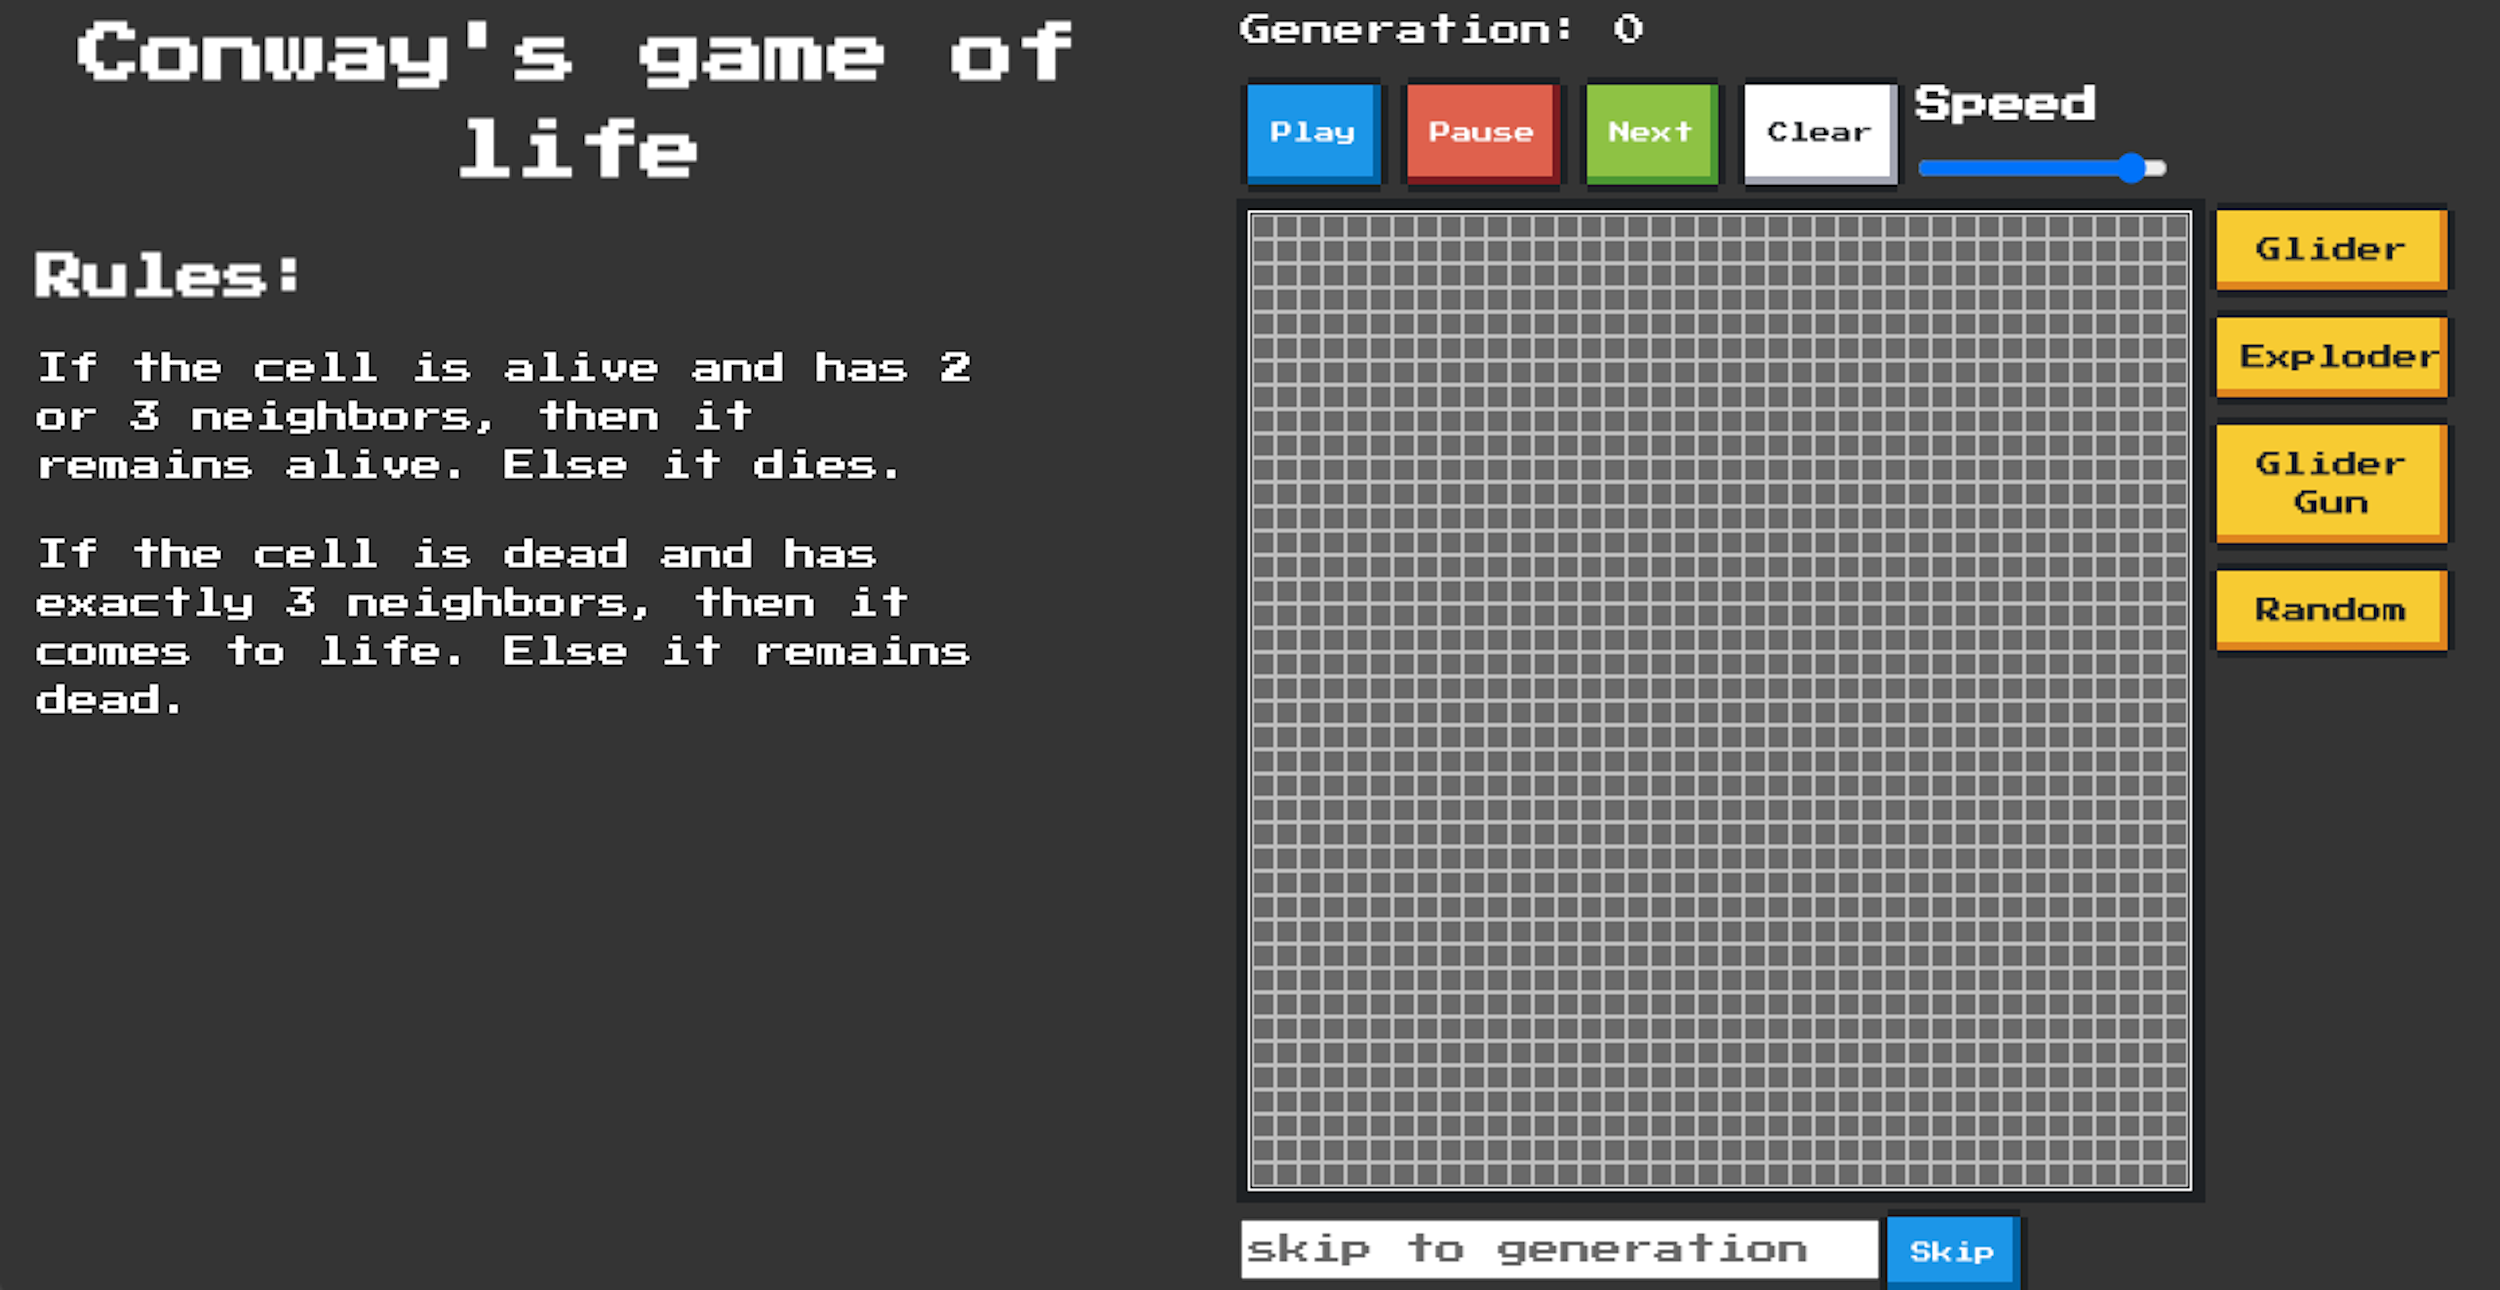 Conway's game of
life
Rules:
If the cell is alive and has 2
or 3 neighbors, then it
remains alive. Else it dies.
If the cell is dead and has
exactly 3 neighbors, then it
comes to life. Else it remains
dead.
Generation: 0
Play
Pause
Next
Clear
Speed
Glider
Exploder
Glider
Gun
Random
skip to generation
Skip